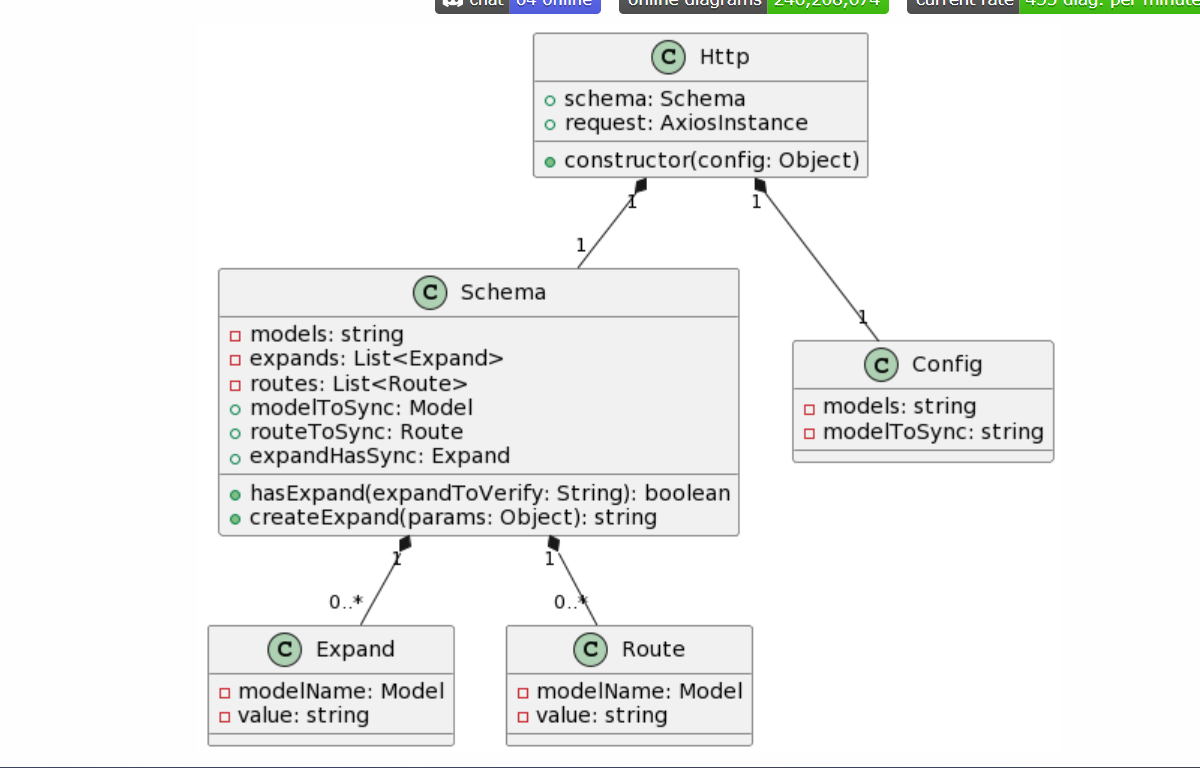 chat 64 online online diagrams 240,208,674 current rate 455 diag. per minute
C Http
schema: Schema
request: AxiosInstance
constructor(config: Object)
1
1
1
1
C Schema
models: string
expands: List<Expand>
routes: List<Route>
modelToSync: Model
routeToSync: Route
expandHasSync: Expand
hasExpand(expandToVerify: String): boolean
createExpand(params: Object): string
C Config
models: string
modelToSync: string
1
1
0..*
0..*
C Expand
modelName: Model
value: string
C Route
modelName: Model
value: string